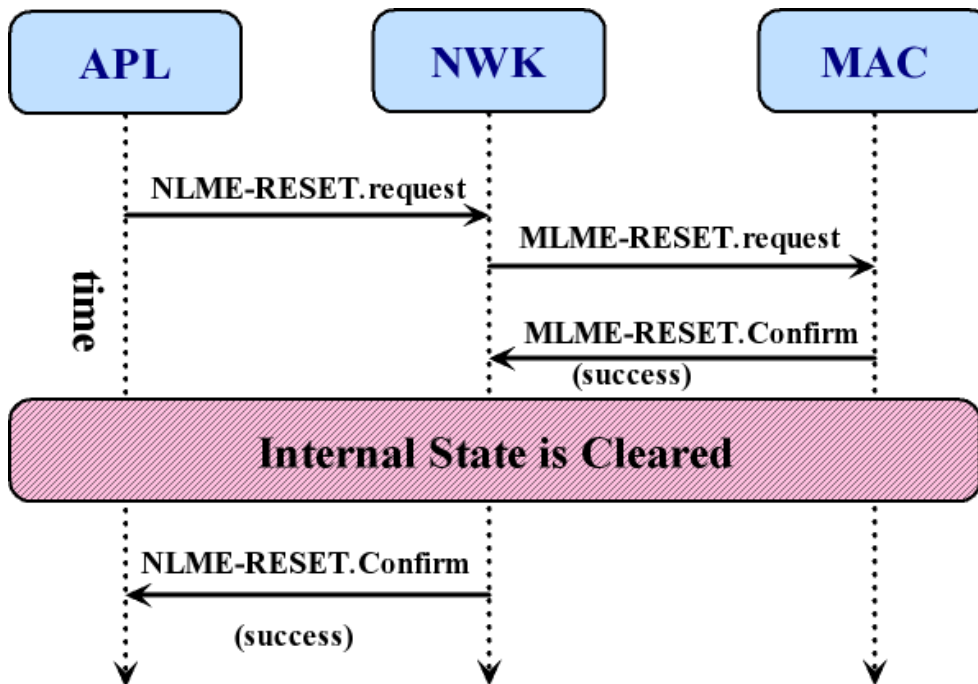 APL
NWK
MAC
NLME-RESET.request
MLME-RESET.request
time
MLME-RESET.Confirm
(success)
Internal State is Cleared
NLME-RESET.Confirm
(success)